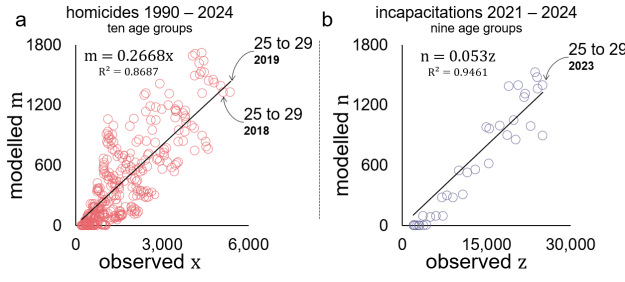 a
homicides 1990 – 2024
ten age groups
1800
1200
600
0
modelled m
m = 0.2668x
R² = 0.8687
25 to 29
2019
25 to 29
2018
0
3,000
6,000
observed x
b
incapacitations 2021 – 2024
nine age groups
1800
1200
600
0
modelled n
n = 0.053z
R² = 0.9461
25 to 29
2023
0
15,000
30,000
observed z